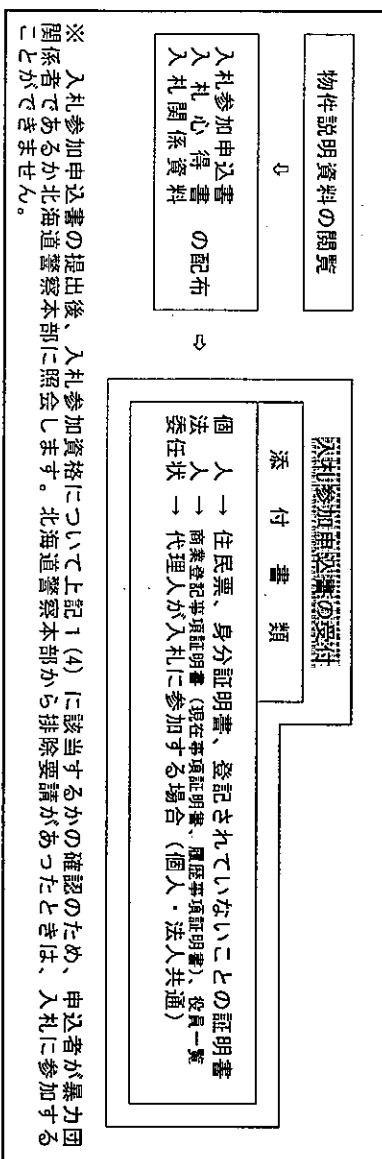 物件説明資料の閲覧
⇩
入札参加申込書
入札心得書 の配布
入札関係資料
⇨
入札参加申込書の受付
添付書類
個人 → 住民票、身分証明書、登記されていないことの証明書
法人 → 商業登記事項証明書（現在事項証明書、履歴事項証明書）、役員一覧
委任状 → 代理人が入札に参加する場合（個人・法人共通）
※ 入札参加申込書の提出後、入札参加資格について上記１(4) に該当するかの確認のため、申込者が暴力団
関係者であるか北海道警察本部に照会します。北海道警察本部から排除要請があったときは、入札に参加する
ことができません。